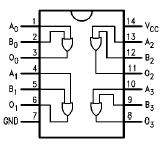 A0 1 14 VCC
B0 2 13 A2
O0 3 12 B2
A1 4 11 O2
B1 5 10 A3
O1 6 9 B3
GND 7 8 O3